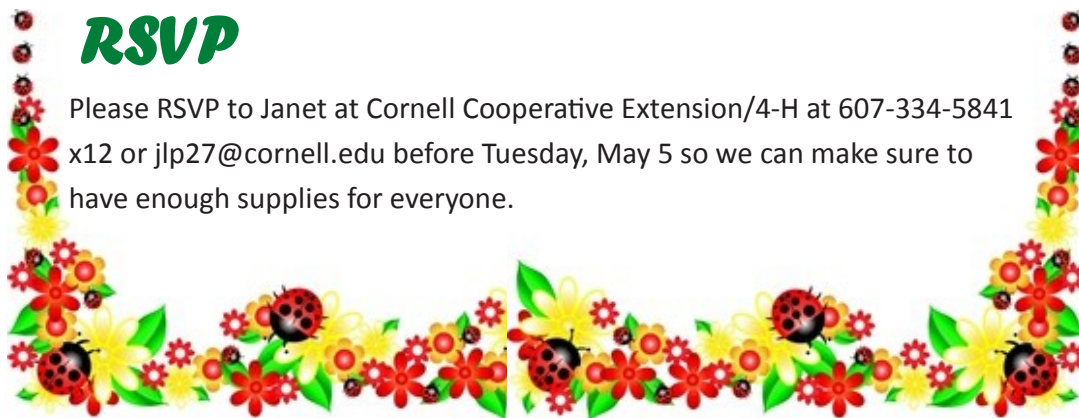 RSVP
Please RSVP to Janet at Cornell Cooperative Extension/4-H at 607-334-5841
x12 or jlp27@cornell.edu before Tuesday, May 5 so we can make sure to
have enough supplies for everyone.